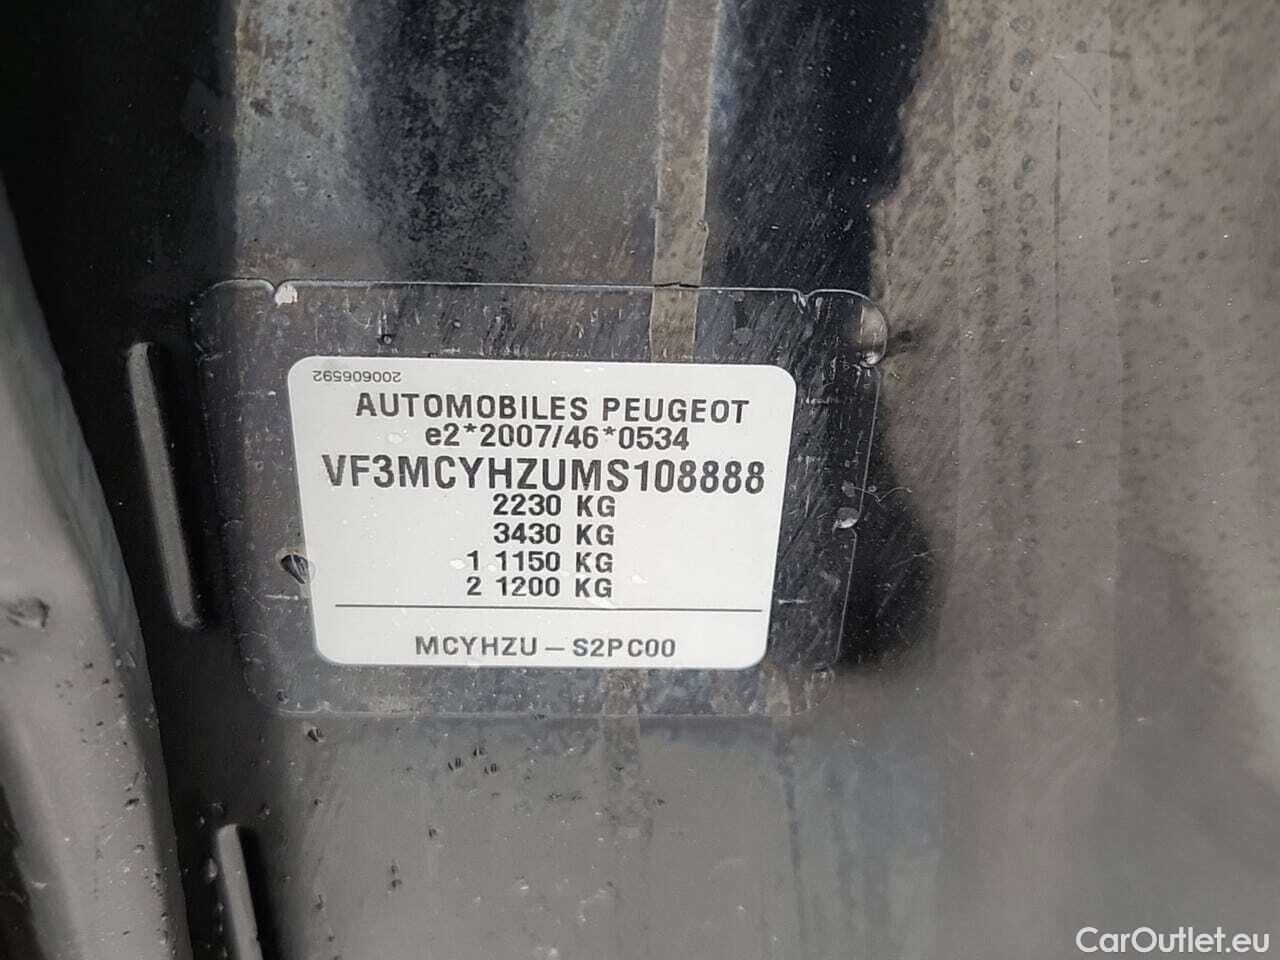 200606592
AUTOMOBILES PEUGEOT
e2*2007/46*0534
VF3MCYHZUMS108888
2230 KG
3430 KG
1 1150 KG
2 1200 KG
MCYHZU – S2PC00
CarOutlet.eu